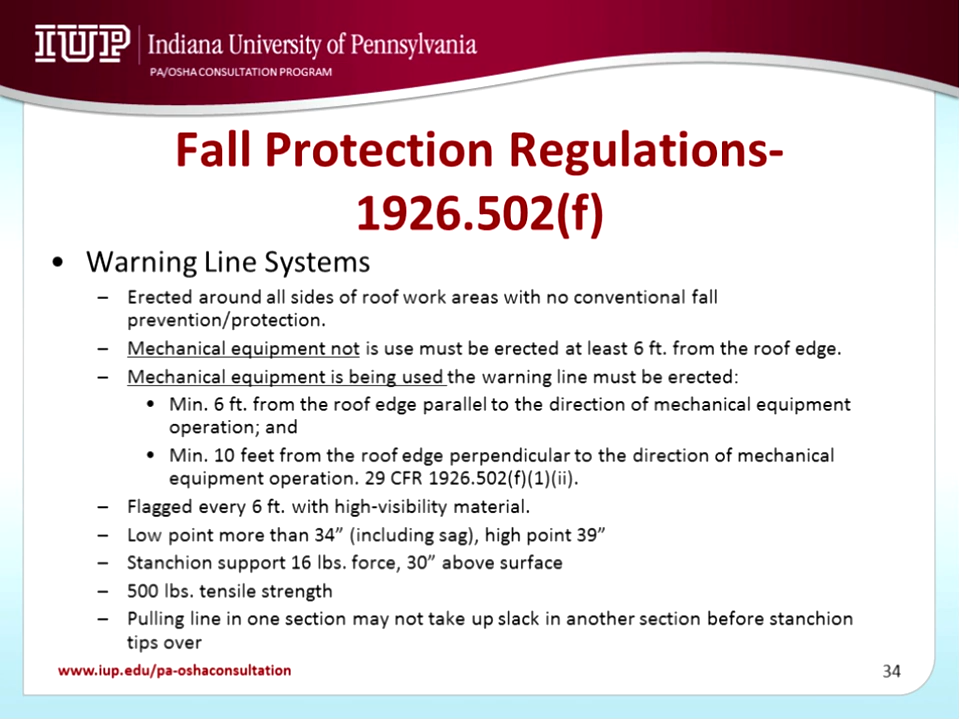 IUP Indiana University of Pennsylvania
PA/OSHA CONSULTATION PROGRAM
Fall Protection Regulations-
1926.502(f)
• Warning Line Systems
– Erected around all sides of roof work areas with no conventional fall
prevention/protection.
– Mechanical equipment not is use must be erected at least 6 ft. from the roof edge.
– Mechanical equipment is being used the warning line must be erected:
• Min. 6 ft. from the roof edge parallel to the direction of mechanical equipment
operation; and
• Min. 10 feet from the roof edge perpendicular to the direction of mechanical
equipment operation. 29 CFR 1926.502(f)(1)(ii).
– Flagged every 6 ft. with high-visibility material.
– Low point more than 34” (including sag), high point 39”
– Stanchion support 16 lbs. force, 30” above surface
– 500 lbs. tensile strength
– Pulling line in one section may not take up slack in another section before stanchion
tips over
www.iup.edu/pa-oshaconsultation
34